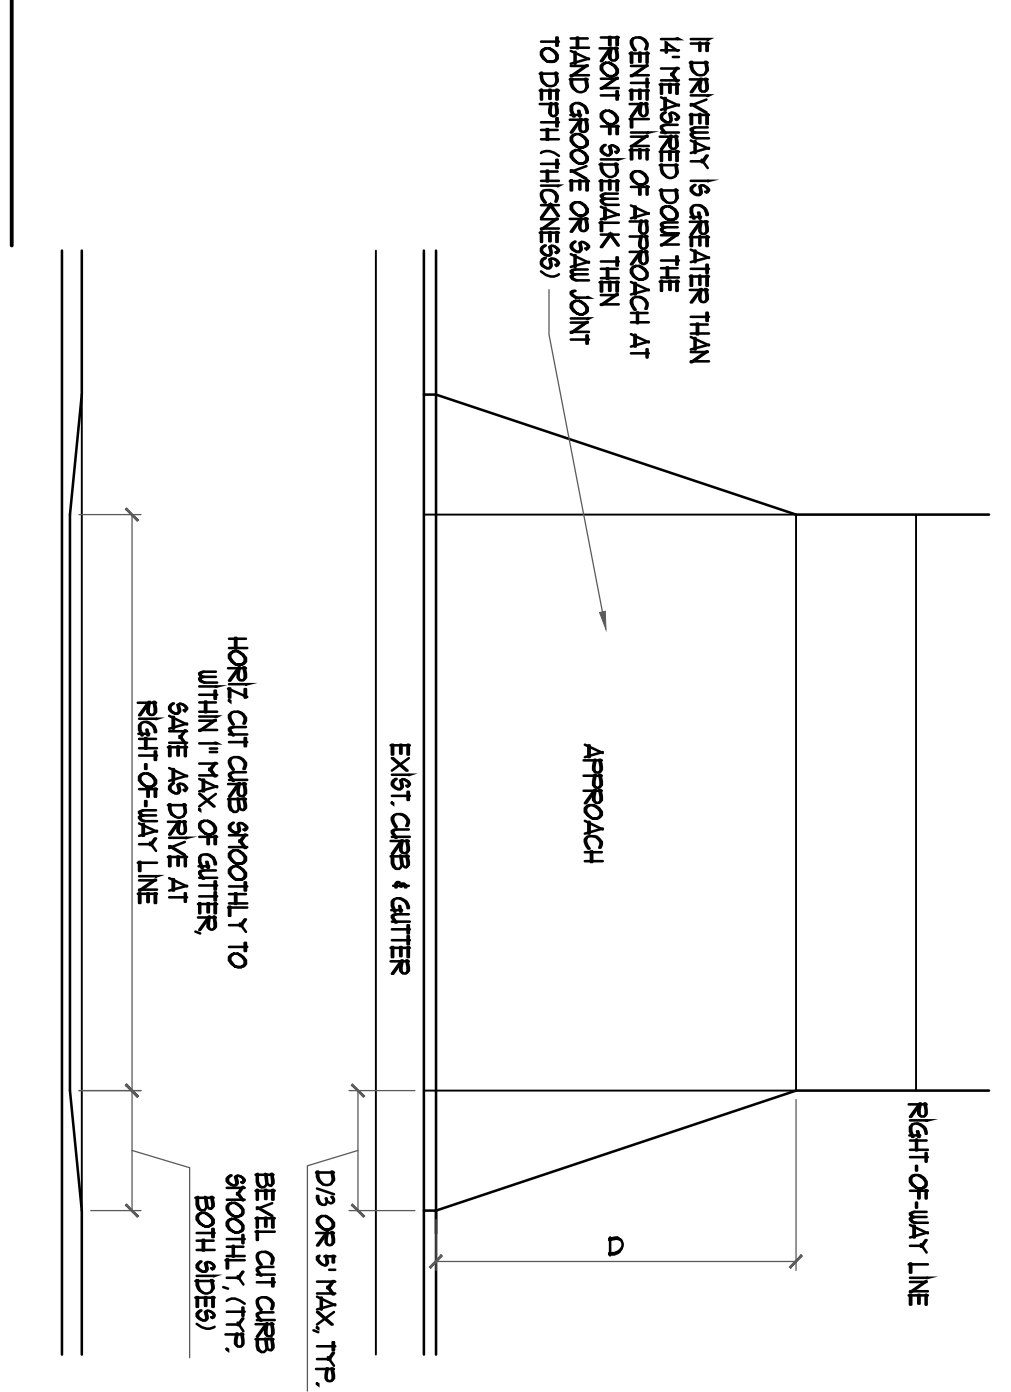 RIGHT-OF-WAY LINE
IF DRIVEWAY IS GREATER THAN
14' MEASURED DOWN THE
CENTERLINE OF APPROACH AT
FRONT OF SIDEWALK THEN
HAND GROOVE OR SAW JOINT
TO DEPTH (THICKNESS)
APPROACH
D
EXIST. CURB & GUTTER
D/3 OR 5' MAX., TYP.
HORIZ. CUT CURB SMOOTHLY TO
WITHIN 1" MAX. OF GUTTER,
SAME AS DRIVE AT
RIGHT-OF-WAY LINE
BEVEL CUT CURB
SMOOTHLY, (TYP.
BOTH SIDES)